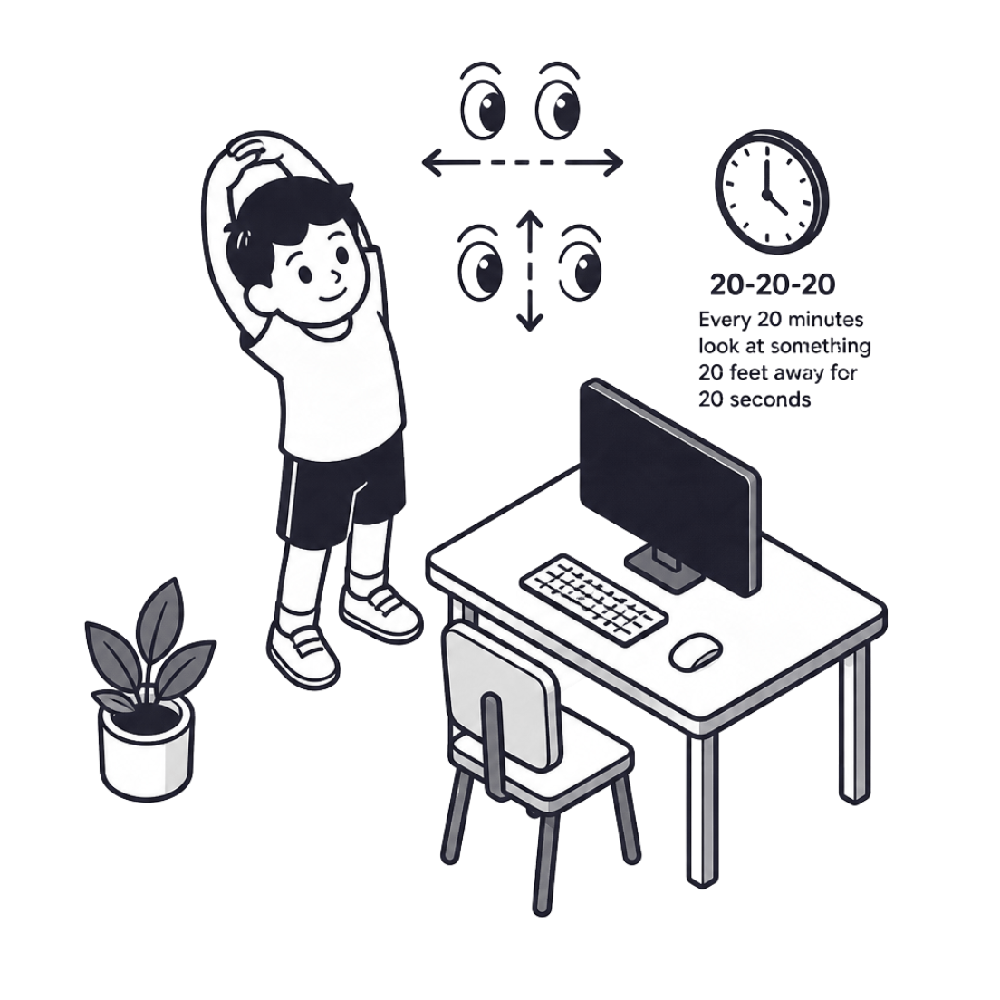 20-20-20
Every 20 minutes
look at something
20 feet away for
20 seconds